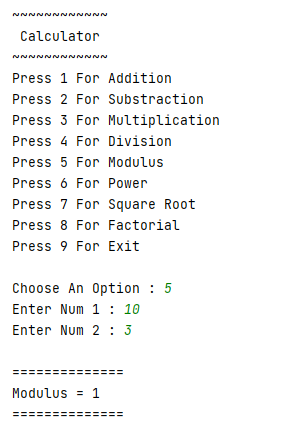 ~~~~~~~~~~~~
Calculator
~~~~~~~~~~~~
Press 1 For Addition
Press 2 For Substraction
Press 3 For Multiplication
Press 4 For Division
Press 5 For Modulus
Press 6 For Power
Press 7 For Square Root
Press 8 For Factorial
Press 9 For Exit
Choose An Option : 5
Enter Num 1 : 10
Enter Num 2 : 3
==============
Modulus = 1
==============